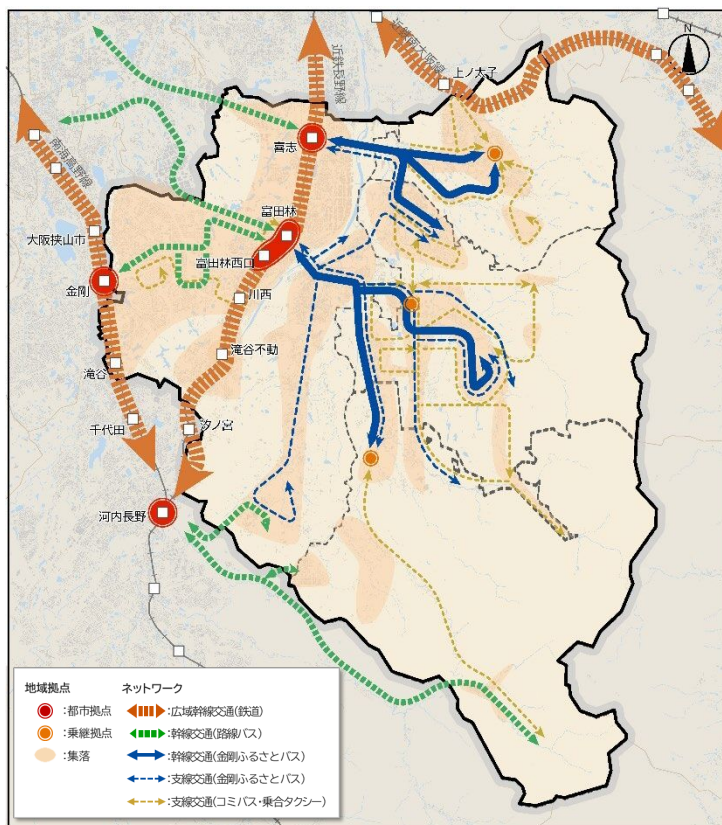 近鉄南大阪線
上ノ太子
N
近鉄長野線
喜志
南海高野線
富田林
大阪狭山市
富田林西口
金剛
川西
滝谷不動
滝谷
千代田
汐ノ宮
河内長野
地域拠点
ネットワーク
:都市拠点
:広域幹線交通(鉄道)
:乗継拠点
:幹線交通(路線バス)
:集落
:幹線交通(金剛ふるさとバス)
:支線交通(金剛ふるさとバス)
:支線交通(コミバス・乗合タクシー)